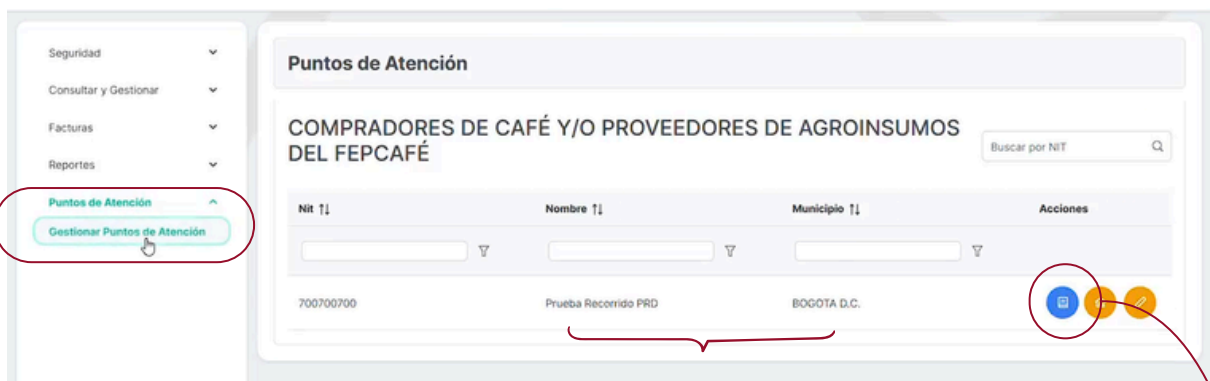 Seguridad
Consultar y Gestionar
Facturas
Reportes
Puntos de Atención
Gestionar Puntos de Atención
Puntos de Atención
COMPRADORES DE CAFÉ Y/O PROVEEDORES DE AGROINSUMOS
DEL FEPCAFÉ
Buscar por NIT
Nit Nombre Municipio Acciones
700700700 Prueba Recorrido PRD BOGOTA D.C.